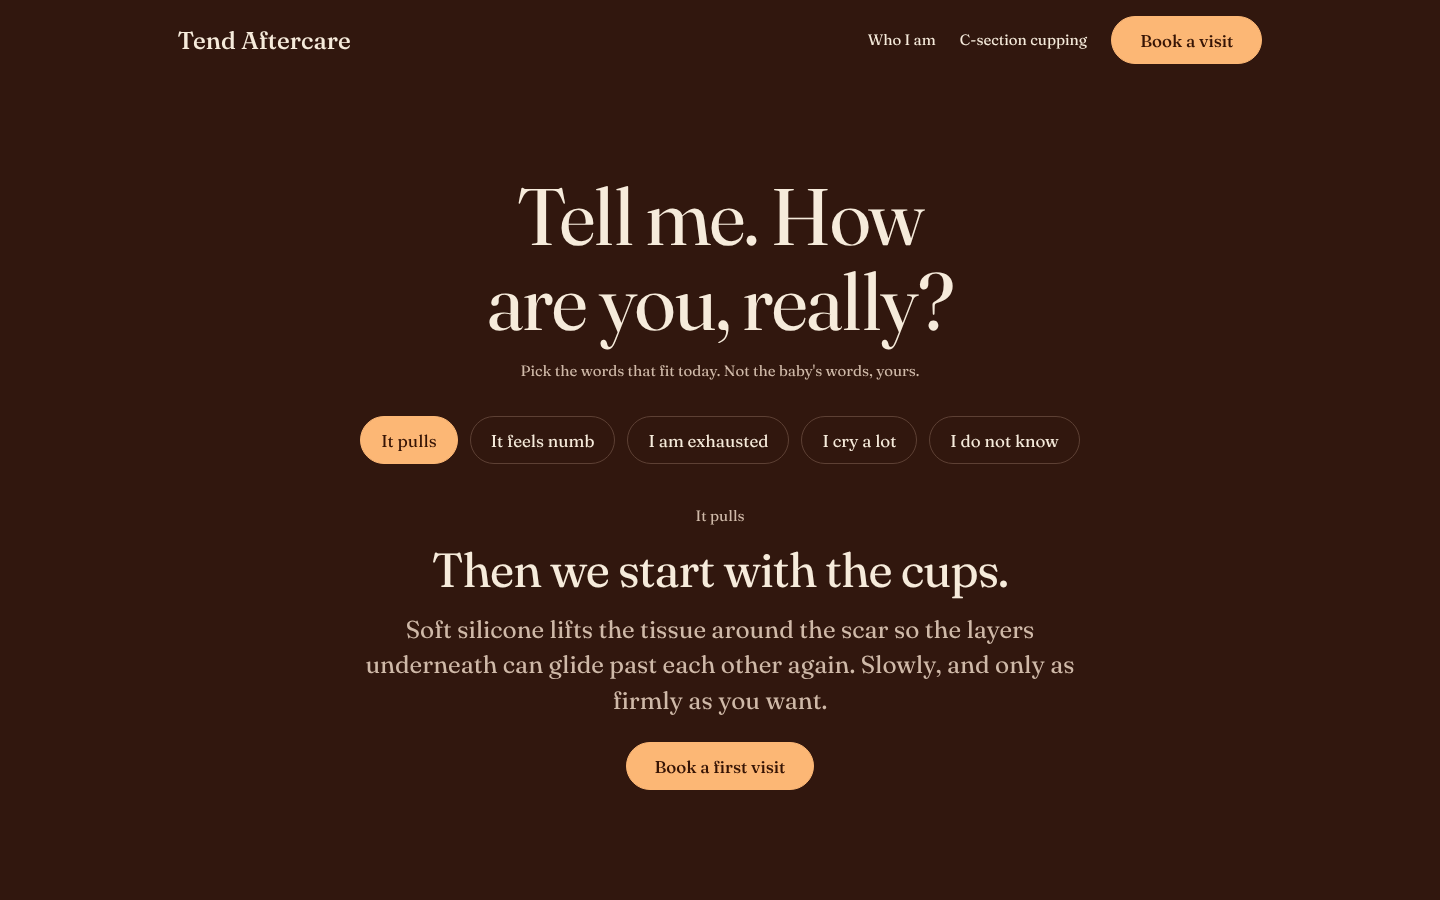 Tend Aftercare
Who I am
C-section cupping
Book a visit
Tell me. How
are you, really?
Pick the words that fit today. Not the baby's words, yours.
It pulls
It feels numb
I am exhausted
I cry a lot
I do not know
It pulls
Then we start with the cups.
Soft silicone lifts the tissue around the scar so the layers
underneath can glide past each other again. Slowly, and only as
firmly as you want.
Book a first visit